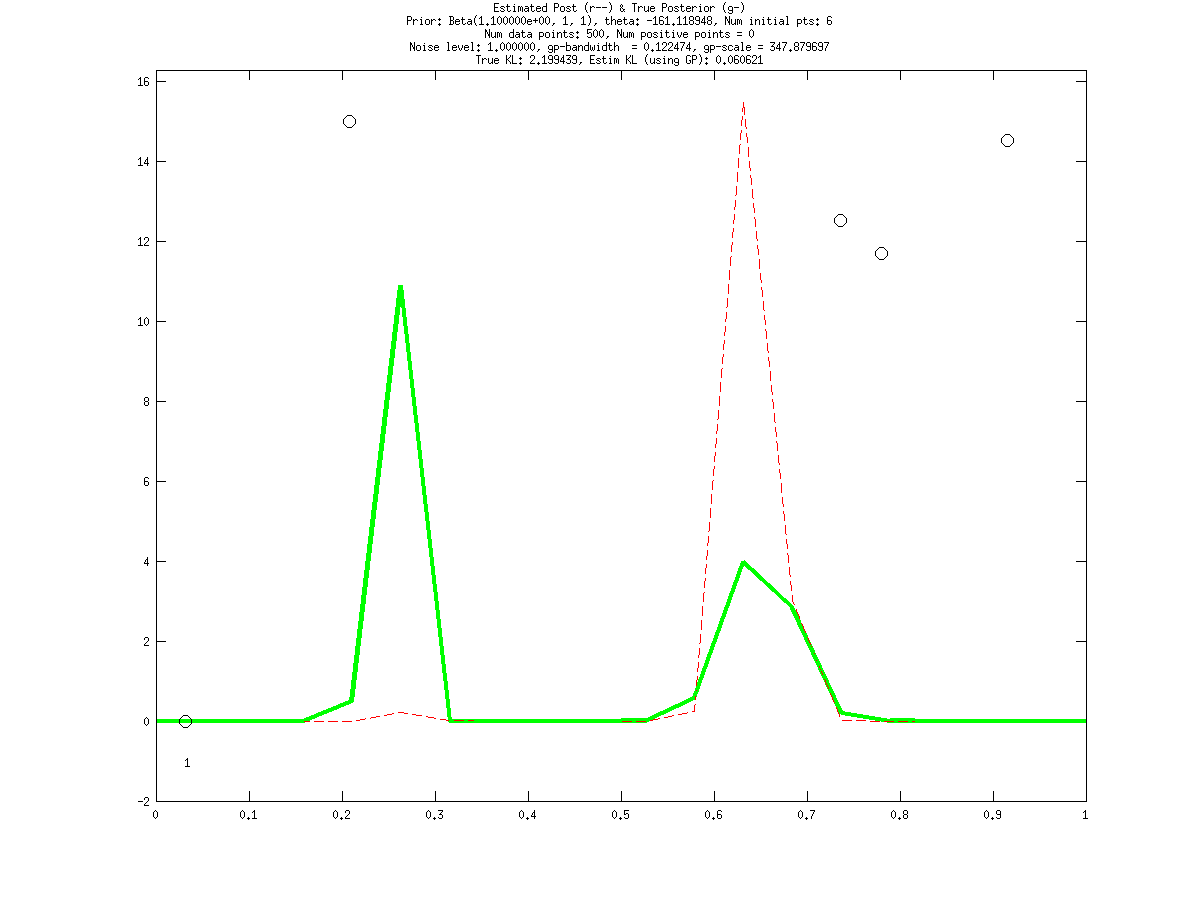 Estimated Post (r--) & True Posterior (g-)
Prior: Beta(1.100000e+00, 1, 1), theta: -161.118948, Num initial pts: 6
Num data points: 500, Num positive points = 0
Noise level: 1.000000, gp-bandwidth  = 0.122474, gp-scale = 347.879697
True KL: 2.199439, Estim KL (using GP): 0.060621
16
14
12
10
8
6
4
2
0
1
-2
0 0.1 0.2 0.3 0.4 0.5 0.6 0.7 0.8 0.9 1